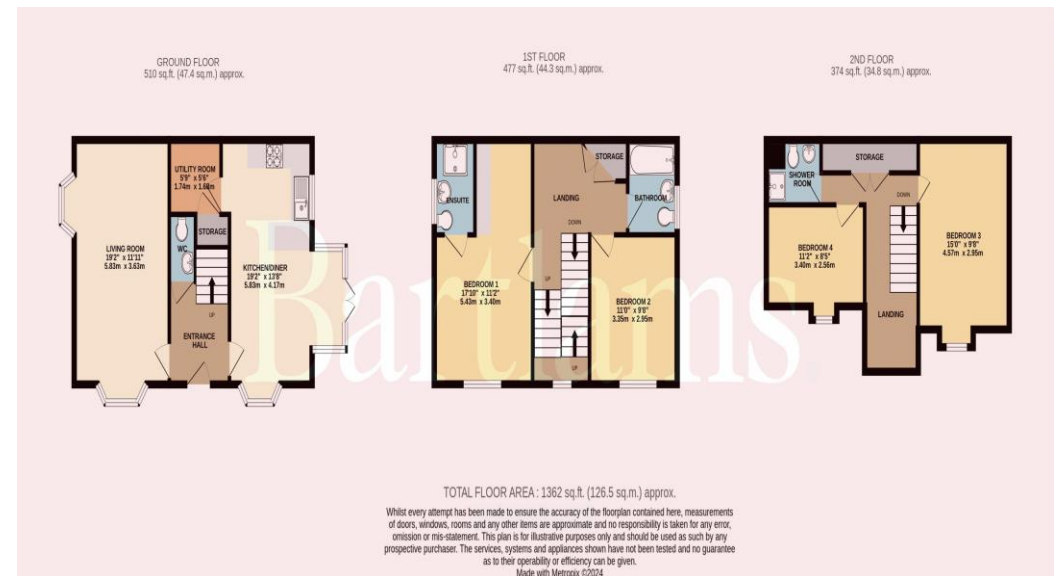 GROUND FLOOR
510 sq.ft. (47.4 sq.m.) approx.
UTILITY ROOM
5'9" x 5'6"
1.74m x 1.68m
STORAGE
WC
LIVING ROOM
19'2" x 11'11"
5.83m x 3.63m
KITCHEN/DINER
19'2" x 13'8"
5.83m x 4.17m
UP
ENTRANCE
HALL
1ST FLOOR
477 sq.ft. (44.3 sq.m.) approx.
STORAGE
ENSUITE
LANDING
BATHROOM
DOWN
UP
BEDROOM 1
17'10" x 11'2"
5.43m x 3.40m
BEDROOM 2
11'0" x 9'8"
3.35m x 2.95m
UP
2ND FLOOR
374 sq.ft. (34.8 sq.m.) approx.
STORAGE
SHOWER
ROOM
DOWN
BEDROOM 3
15'0" x 9'8"
4.57m x 2.95m
BEDROOM 4
11'2" x 8'5"
3.40m x 2.56m
LANDING
Bartlams.
TOTAL FLOOR AREA : 1362 sq.ft. (126.5 sq.m.) approx.
Whilst every attempt has been made to ensure the accuracy of the floorplan contained here, measurements
of doors, windows, rooms and any other items are approximate and no responsibility is taken for any error,
omission or mis-statement. This plan is for illustrative purposes only and should be used as such by any
prospective purchaser. The services, systems and appliances shown have not been tested and no guarantee
as to their operability or efficiency can be given.
Made with Metropix ©2024